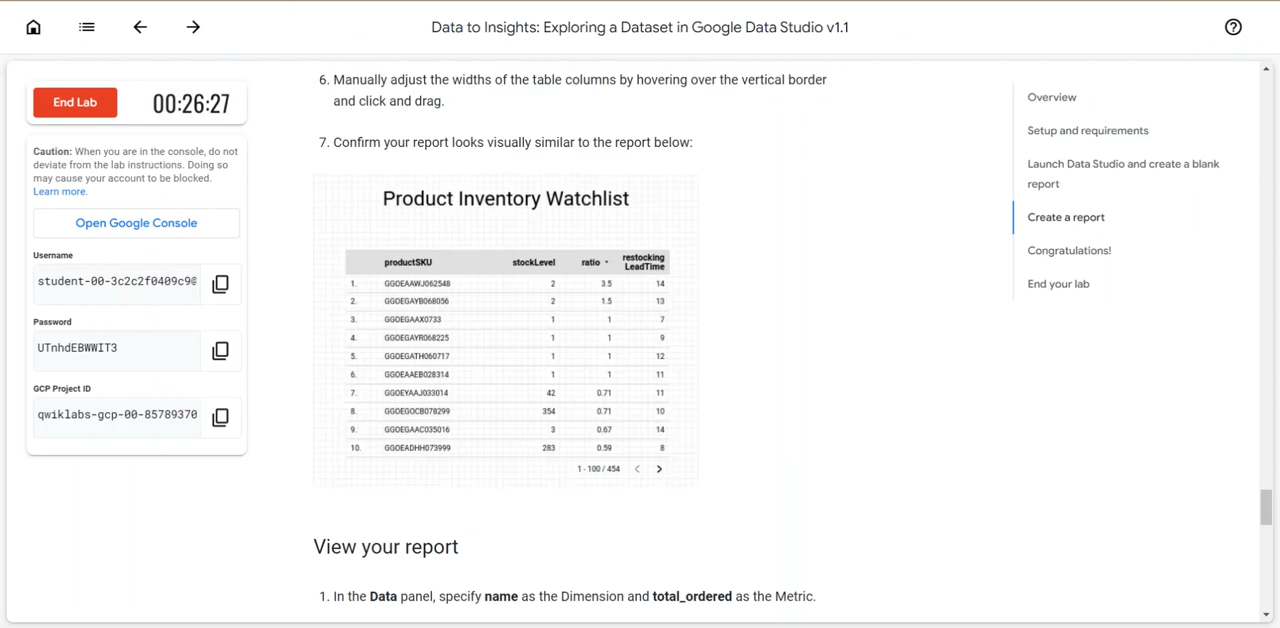 Data to Insights: Exploring a Dataset in Google Data Studio v1.1
End Lab
00:26:27
Caution: When you are in the console, do not
deviate from the lab instructions. Doing so
may cause your account to be blocked.
Learn more.
Open Google Console
Username
student-00-3c2c2f0409c9@
Password
UTnhdEBWWIT3
GCP Project ID
qwiklabs-gcp-00-85789370
6. Manually adjust the widths of the table columns by hovering over the vertical border
and click and drag.
7. Confirm your report looks visually similar to the report below:
Product Inventory Watchlist
productSKU stockLevel ratio restocking
LeadTime
1. GGOEAAWJ062548 2 3.5 14
2. GGOEGAYB068056 2 1.5 13
3. GGOEGAAX0733 1 1 7
4. GGOEGAYR068225 1 1 9
5. GGOEGATH060717 1 1 12
6. GGOEAAEB028314 1 1 11
7. GGOEYAAJ033014 42 0.71 11
8. GGOEGOCB078299 354 0.71 10
9. GGOEGAAC035016 3 0.67 14
10. GGOEADHH073999 283 0.59 8
1 - 100 / 454
View your report
1. In the Data panel, specify name as the Dimension and total_ordered as the Metric.
Overview
Setup and requirements
Launch Data Studio and create a blank
report
Create a report
Congratulations!
End your lab